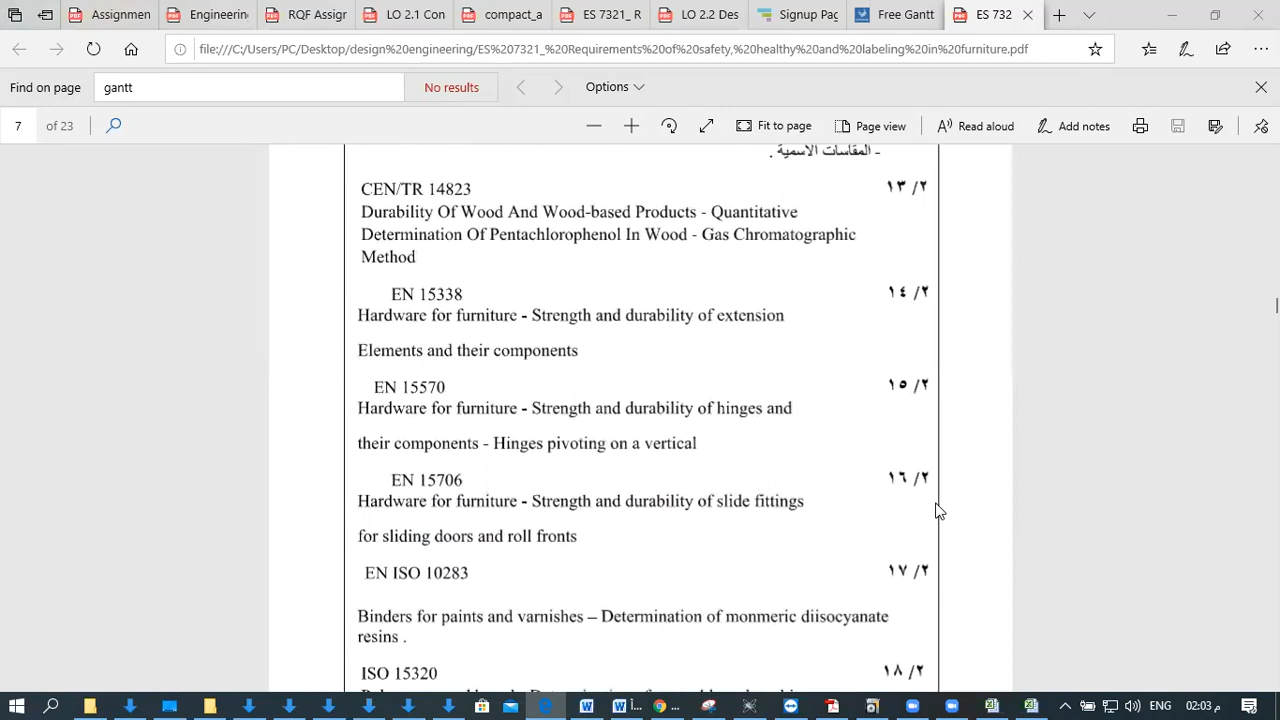 Assignmen
Engineerin
RQF Assigr
LO 2.1 Con
compact_a
ES 7321_ R
LO 2.2 Des
Signup Pag
Free Gantt
ES 732
file:///C:/Users/PC/Desktop/design%20engineering/ES%207321_%20Requirements%20of%20safety,%20healthy%20and%20labeling%20in%20furniture.pdf
Find on page
gantt
No results
Options
7
of 23
Fit to page
Page view
Read aloud
Add notes
- المقاسات الاسمية .
CEN/TR 14823
١٣/٢
Durability Of Wood And Wood-based Products - Quantitative
Determination Of Pentachlorophenol In Wood - Gas Chromatographic
Method
EN 15338
١٤/٢
Hardware for furniture - Strength and durability of extension
Elements and their components
EN 15570
١٥/٢
Hardware for furniture - Strength and durability of hinges and
their components - Hinges pivoting on a vertical
EN 15706
١٦/٢
Hardware for furniture - Strength and durability of slide fittings
for sliding doors and roll fronts
EN ISO 10283
١٧/٢
Binders for paints and varnishes – Determination of monmeric diisocyanate
resins .
ISO 15320
١٨/٢
ENG
02:03 م